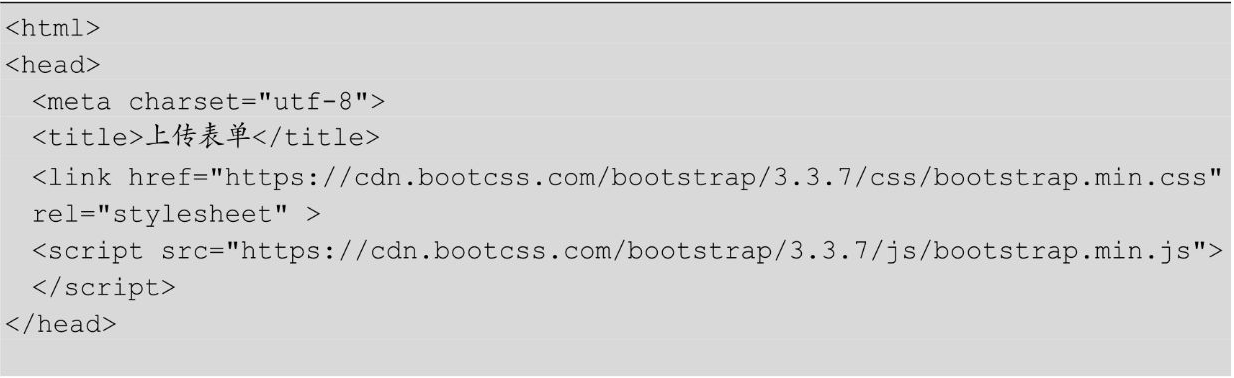 <html>
<head>
  <meta charset="utf-8">
  <title>上传表单</title>
  <link href="https://cdn.bootcss.com/bootstrap/3.3.7/css/bootstrap.min.css"
  rel="stylesheet" >
  <script src="https://cdn.bootcss.com/bootstrap/3.3.7/js/bootstrap.min.js">
  </script>
</head>